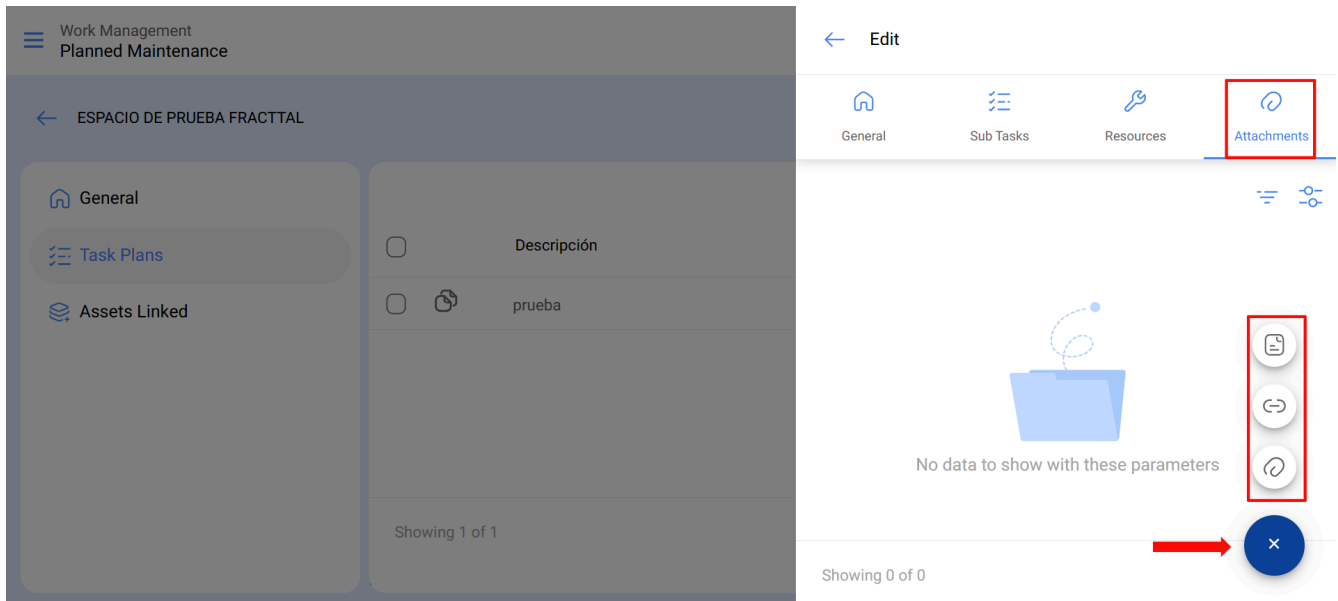 Work Management
Planned Maintenance
ESPACIO DE PRUEBA FRACTTAL
General
Task Plans
Assets Linked
Descripción
prueba
Showing 1 of 1
Edit
General
Sub Tasks
Resources
Attachments
No data to show with these parameters
Showing 0 of 0